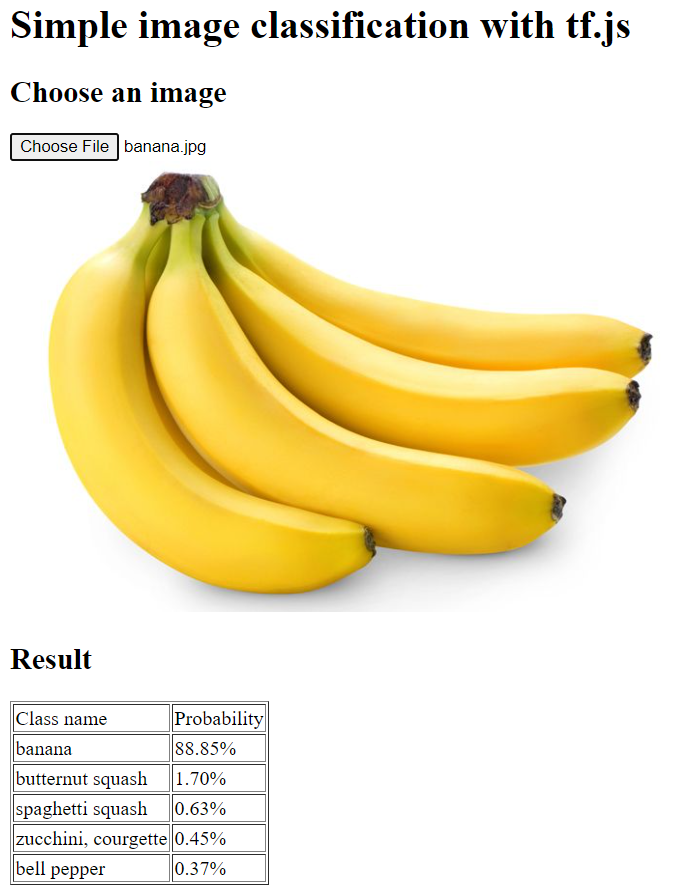 Simple image classification with tf.js
Choose an image
Choose File banana.jpg
Result
Class name Probability
banana 88.85%
butternut squash 1.70%
spaghetti squash 0.63%
zucchini, courgette 0.45%
bell pepper 0.37%